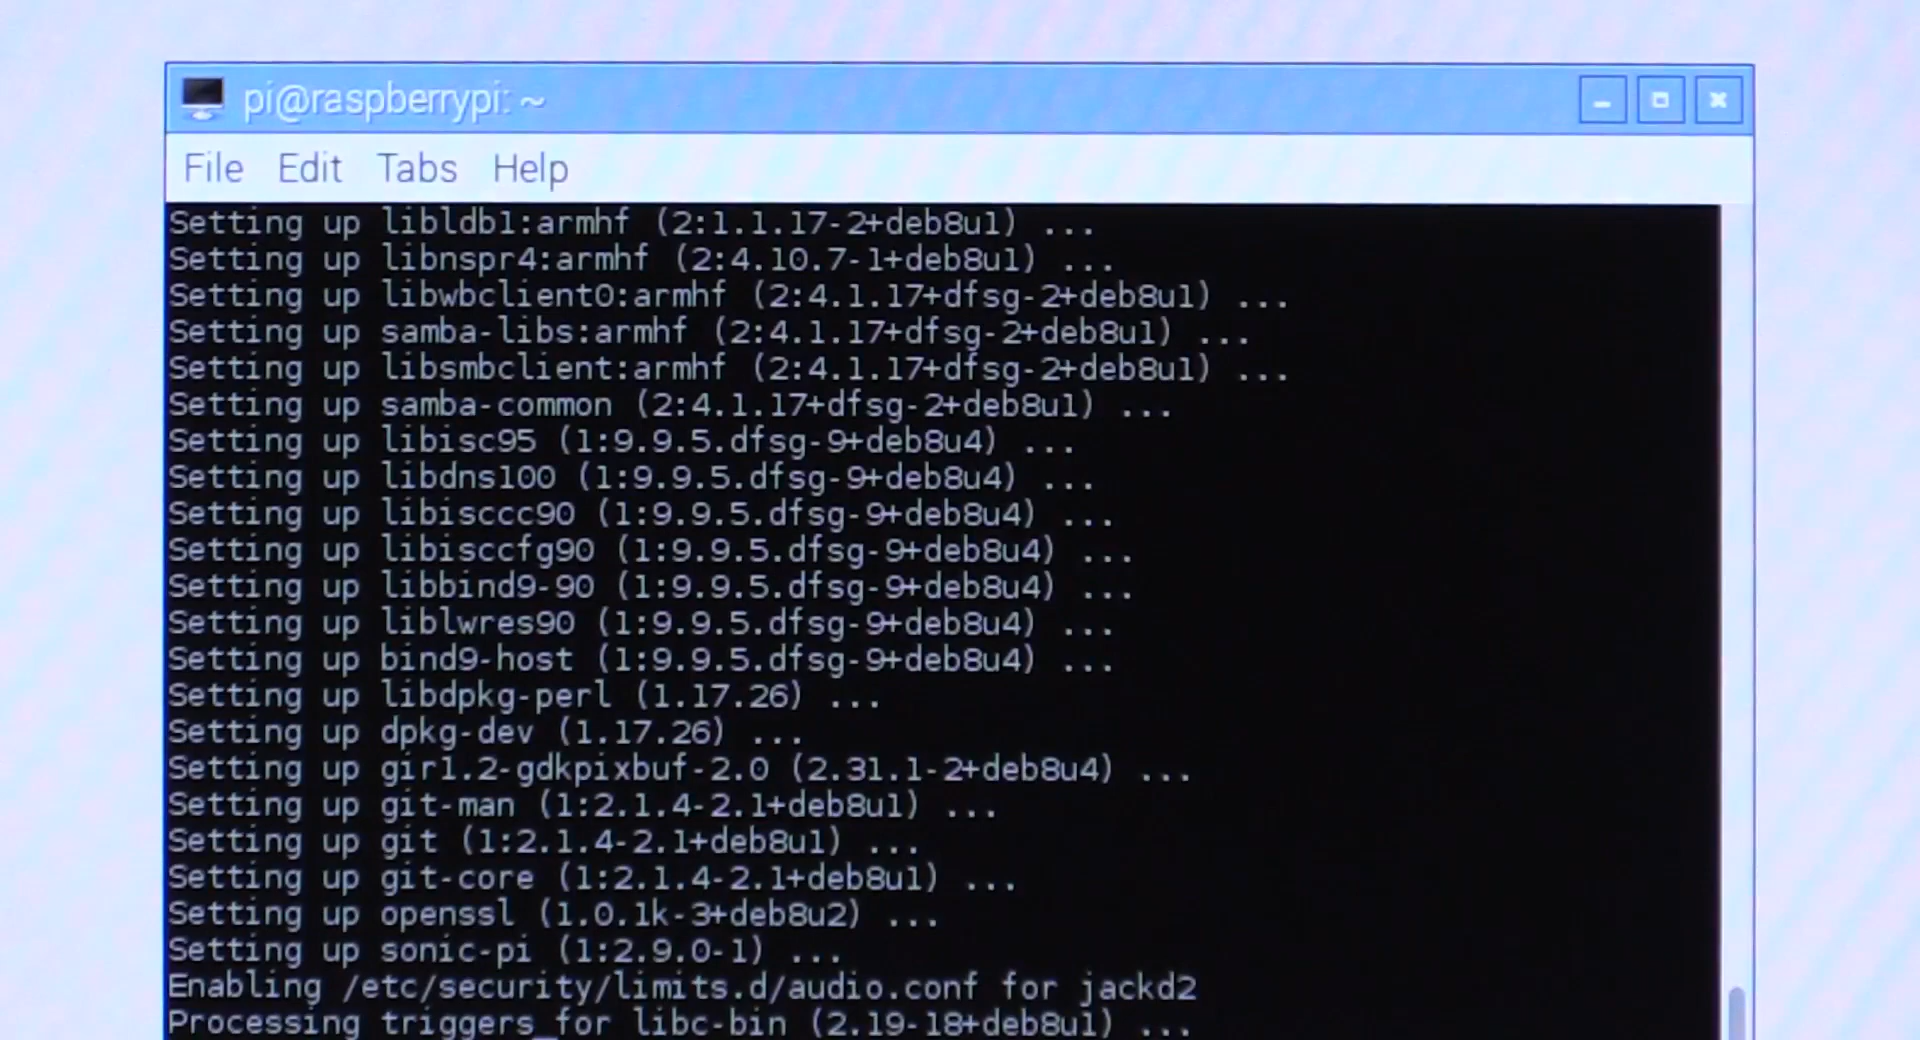 pi@raspberrypi: ~
File Edit Tabs Help
Setting up libldb1:armhf (2:1.1.17-2+deb8u1) ...
Setting up libnspr4:armhf (2:4.10.7-1+deb8u1) ...
Setting up libwbclient0:armhf (2:4.1.17+dfsg-2+deb8u1) ...
Setting up samba-libs:armhf (2:4.1.17+dfsg-2+deb8u1) ...
Setting up libsmbclient:armhf (2:4.1.17+dfsg-2+deb8u1) ...
Setting up samba-common (2:4.1.17+dfsg-2+deb8u1) ...
Setting up libisc95 (1:9.9.5.dfsg-9+deb8u4) ...
Setting up libdns100 (1:9.9.5.dfsg-9+deb8u4) ...
Setting up libisccc90 (1:9.9.5.dfsg-9+deb8u4) ...
Setting up libisccfg90 (1:9.9.5.dfsg-9+deb8u4) ...
Setting up libbind9-90 (1:9.9.5.dfsg-9+deb8u4) ...
Setting up liblwres90 (1:9.9.5.dfsg-9+deb8u4) ...
Setting up bind9-host (1:9.9.5.dfsg-9+deb8u4) ...
Setting up libdpkg-perl (1.17.26) ...
Setting up dpkg-dev (1.17.26) ...
Setting up gir1.2-gdkpixbuf-2.0 (2.31.1-2+deb8u4) ...
Setting up git-man (1:2.1.4-2.1+deb8u1) ...
Setting up git (1:2.1.4-2.1+deb8u1) ...
Setting up git-core (1:2.1.4-2.1+deb8u1) ...
Setting up openssl (1.0.1k-3+deb8u2) ...
Setting up sonic-pi (1:2.9.0-1) ...
Enabling /etc/security/limits.d/audio.conf for jackd2
Processing triggers for libc-bin (2.19-18+deb8u1) ...